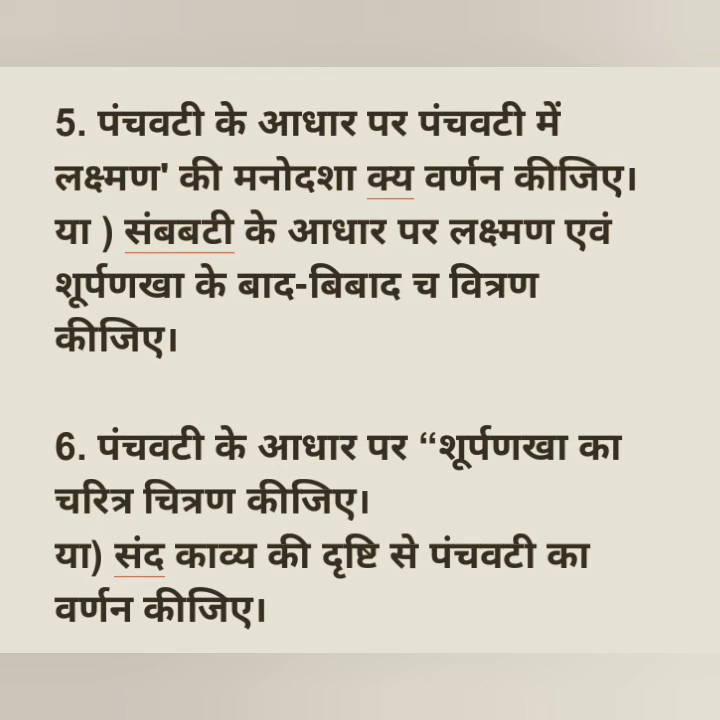 5. पंचवटी के आधार पर पंचवटी में
लक्ष्मण' की मनोदशा क्य वर्णन कीजिए।
या ) संबबटी के आधार पर लक्ष्मण एवं
शूर्पणखा के बाद-बिबाद च वित्रण
कीजिए।
6. पंचवटी के आधार पर “शूर्पणखा का
चरित्र चित्रण कीजिए।
या) संद काव्य की दृष्टि से पंचवटी का
वर्णन कीजिए।